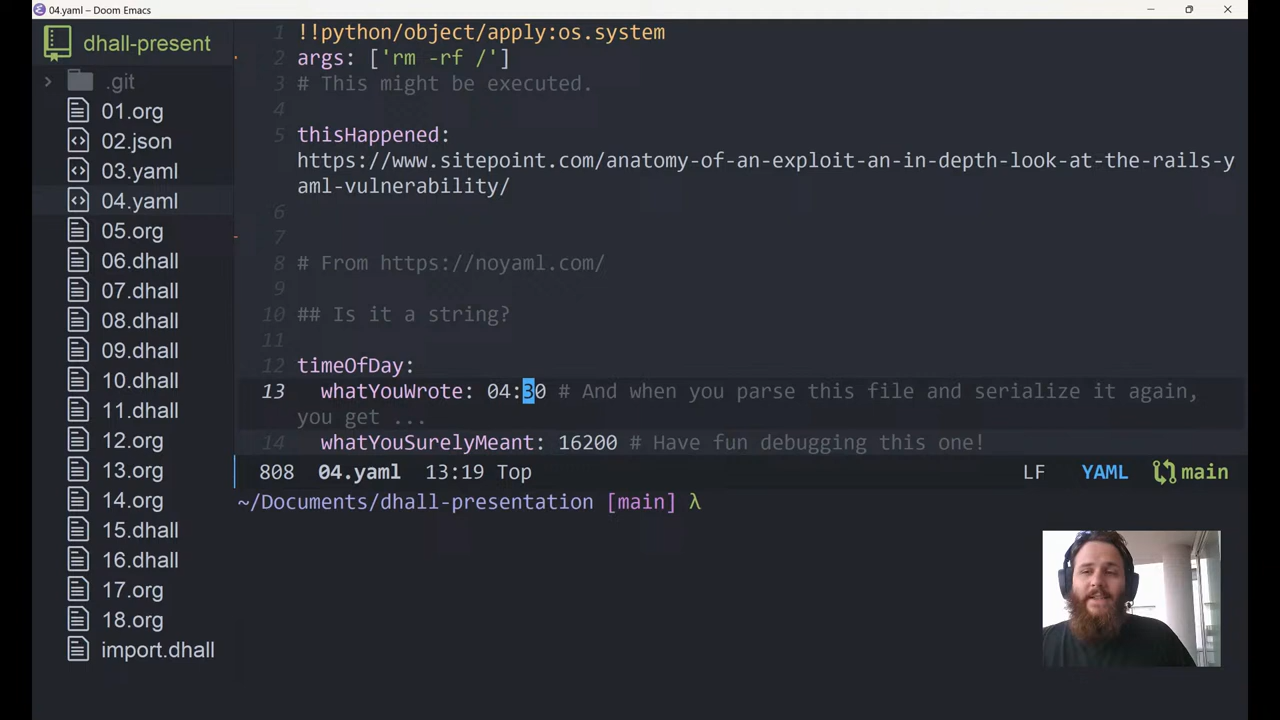 04.yaml – Doom Emacs
dhall-present
.git
01.org
02.json
03.yaml
04.yaml
05.org
06.dhall
07.dhall
08.dhall
09.dhall
10.dhall
11.dhall
12.org
13.org
14.org
15.dhall
16.dhall
17.org
18.org
import.dhall
1 !!python/object/apply:os.system
2 args: ['rm -rf /']
3 # This might be executed.
4
5 thisHappened:
https://www.sitepoint.com/anatomy-of-an-exploit-an-in-depth-look-at-the-rails-y
aml-vulnerability/
6
7
8 # From https://noyaml.com/
9
10 ## Is it a string?
11
12 timeOfDay:
13 whatYouWrote: 04:30 # And when you parse this file and serialize it again,
you get ...
14 whatYouSurelyMeant: 16200 # Have fun debugging this one!
808 04.yaml 13:19 Top LF YAML main
~/Documents/dhall-presentation [main] λ